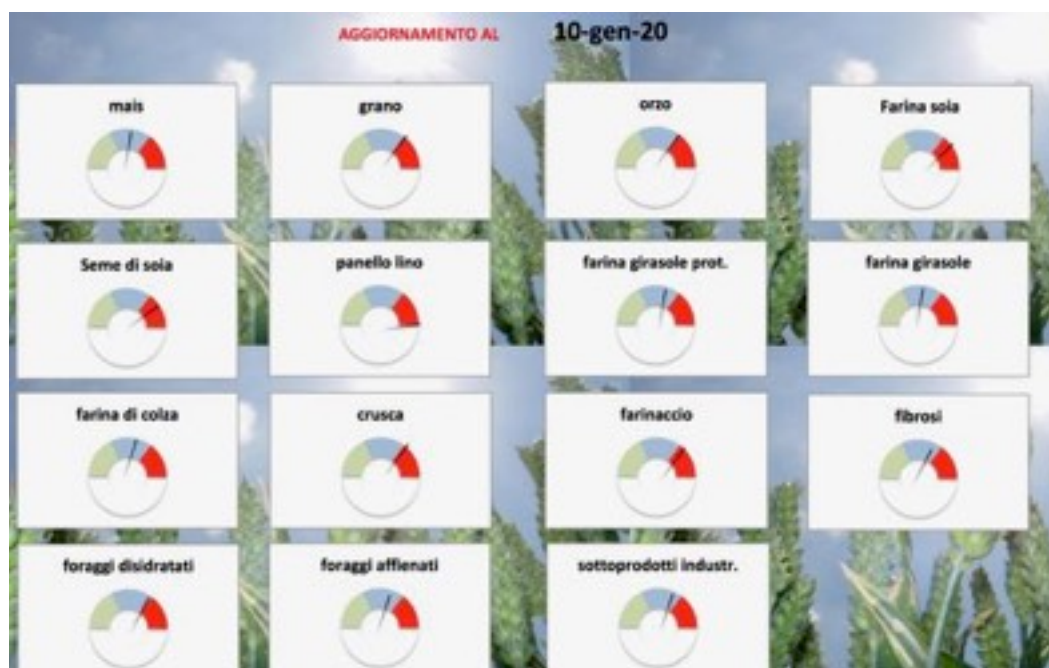 AGGIORNAMENTO AL 10-gen-20
mais
grano
orzo
Farina soia
Seme di soia
panello lino
farina girasole prot.
farina girasole
farina di colza
crusca
farinaccio
fibrosi
foraggi disidratati
foraggi affienati
sottoprodotti industr.